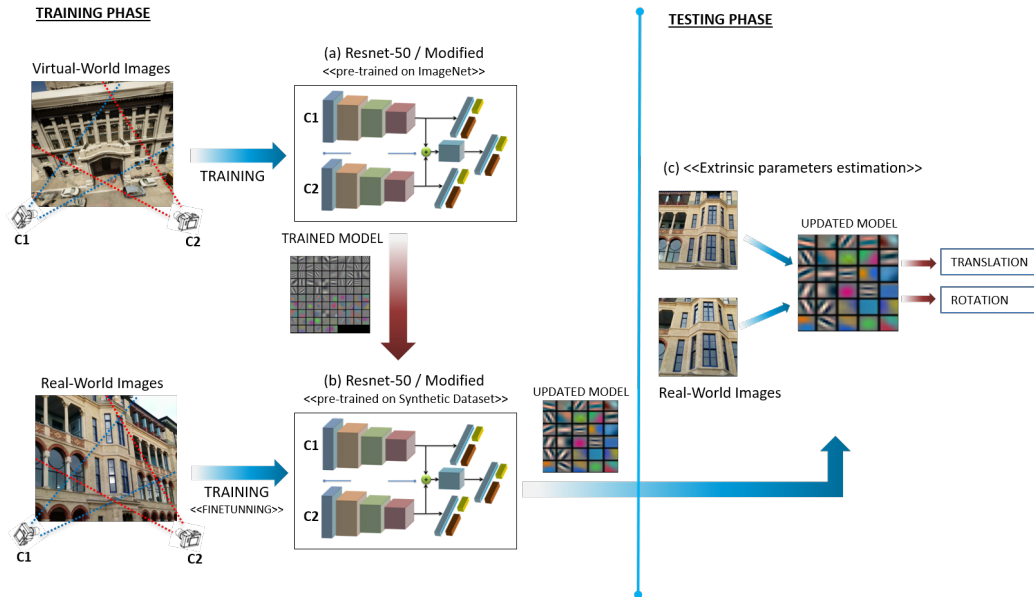 TRAINING PHASE
Virtual-World Images
C1
C2
TRAINING
(a) Resnet-50 / Modified
<<pre-trained on ImageNet>>
C1
C2
TRAINED MODEL
Real-World Images
C1
C2
TRAINING
<<FINETUNNING>>
(b) Resnet-50 / Modified
<<pre-trained on Synthetic Dataset>>
C1
C2
UPDATED MODEL
TESTING PHASE
(c) <<Extrinsic parameters estimation>>
UPDATED MODEL
TRANSLATION
ROTATION
Real-World Images